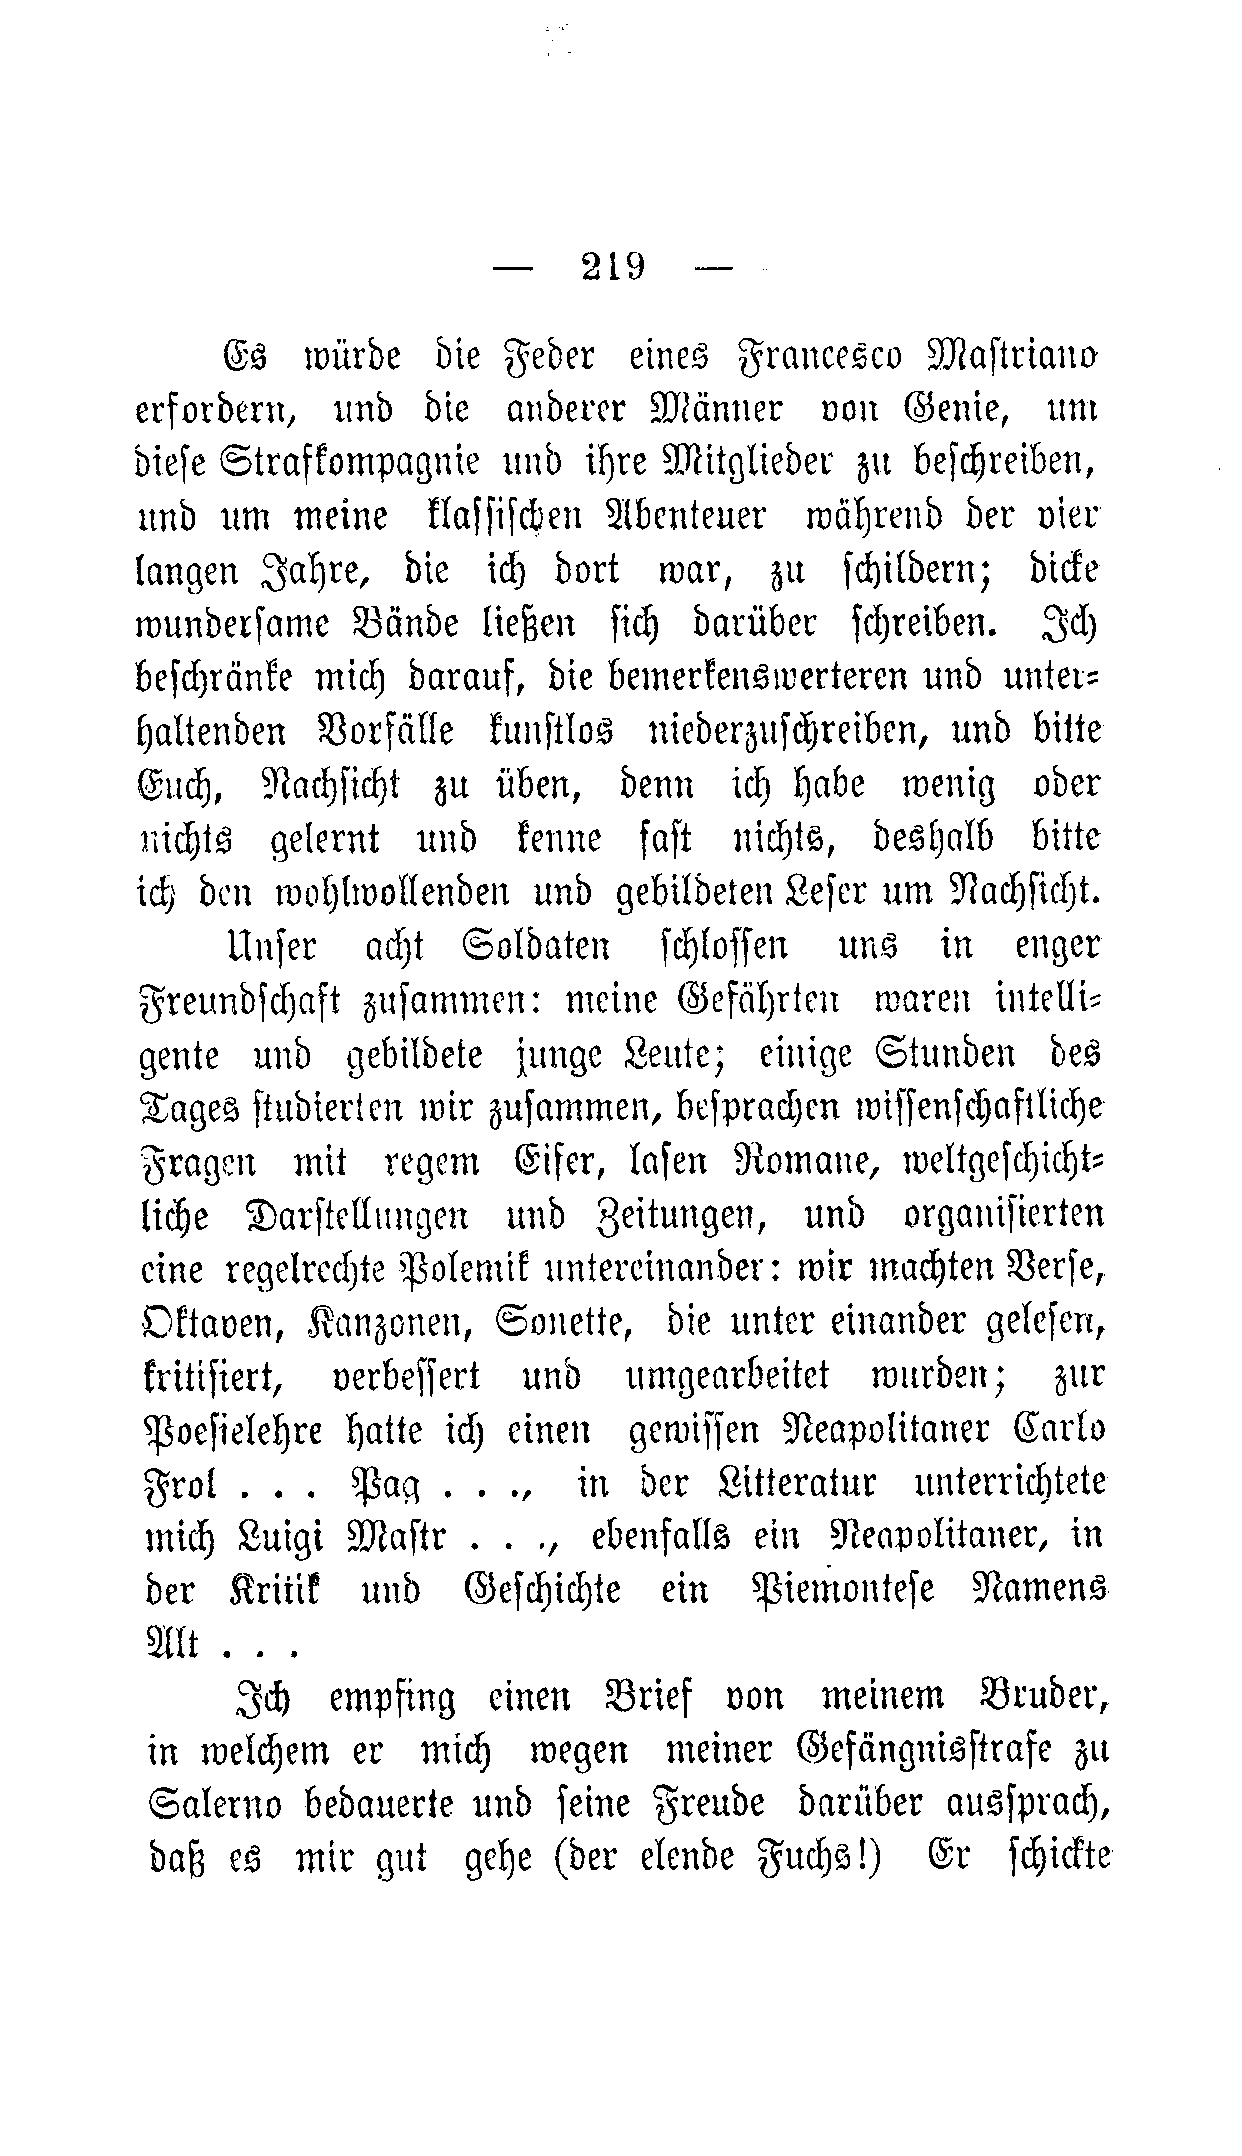 — 219 —
Es würde die Feder eines Francesco Maſtriano
erfordern, und die anderer Männer von Genie, um
dieſe Strafkompagnie und ihre Mitglieder zu beſchreiben,
und um meine klaſſiſchen Abenteuer während der vier
langen Jahre, die ich dort war, zu ſchildern; dicke
wunderſame Bände ließen ſich darüber ſchreiben. Ich
beſchränke mich darauf, die bemerkenswerteren und unter⸗
haltenden Vorfälle kunſtlos niederzuſchreiben, und bitte
Euch, Nachſicht zu üben, denn ich habe wenig oder
nichts gelernt und kenne faſt nichts, deshalb bitte
ich den wohlwollenden und gebildeten Leſer um Nachſicht.
Unſer acht Soldaten ſchloſſen uns in enger
Freundſchaft zuſammen: meine Gefährten waren intelli⸗
gente und gebildete junge Leute; einige Stunden des
Tages ſtudierten wir zuſammen, beſprachen wiſſenſchaftliche
Fragen mit regem Eifer, laſen Romane, weltgeſchicht⸗
liche Darſtellungen und Zeitungen, und organiſierten
eine regelrechte Polemik untereinander: wir machten Verſe,
Oktaven, Kanzonen, Sonette, die unter einander geleſen,
kritiſiert, verbeſſert und umgearbeitet wurden; zur
Poeſielehre hatte ich einen gewiſſen Neapolitaner Carlo
Frol . . . Pag . . ., in der Litteratur unterrichtete
mich Luigi Maſtr . . ., ebenfalls ein Neapolitaner, in
der Kritik und Geſchichte ein Piemonteſe Namens
Alt . . .
Ich empfing einen Brief von meinem Bruder,
in welchem er mich wegen meiner Gefängnisſtrafe zu
Salerno bedauerte und ſeine Freude darüber ausſprach,
daß es mir gut gehe (der elende Fuchs!) Er ſchickte